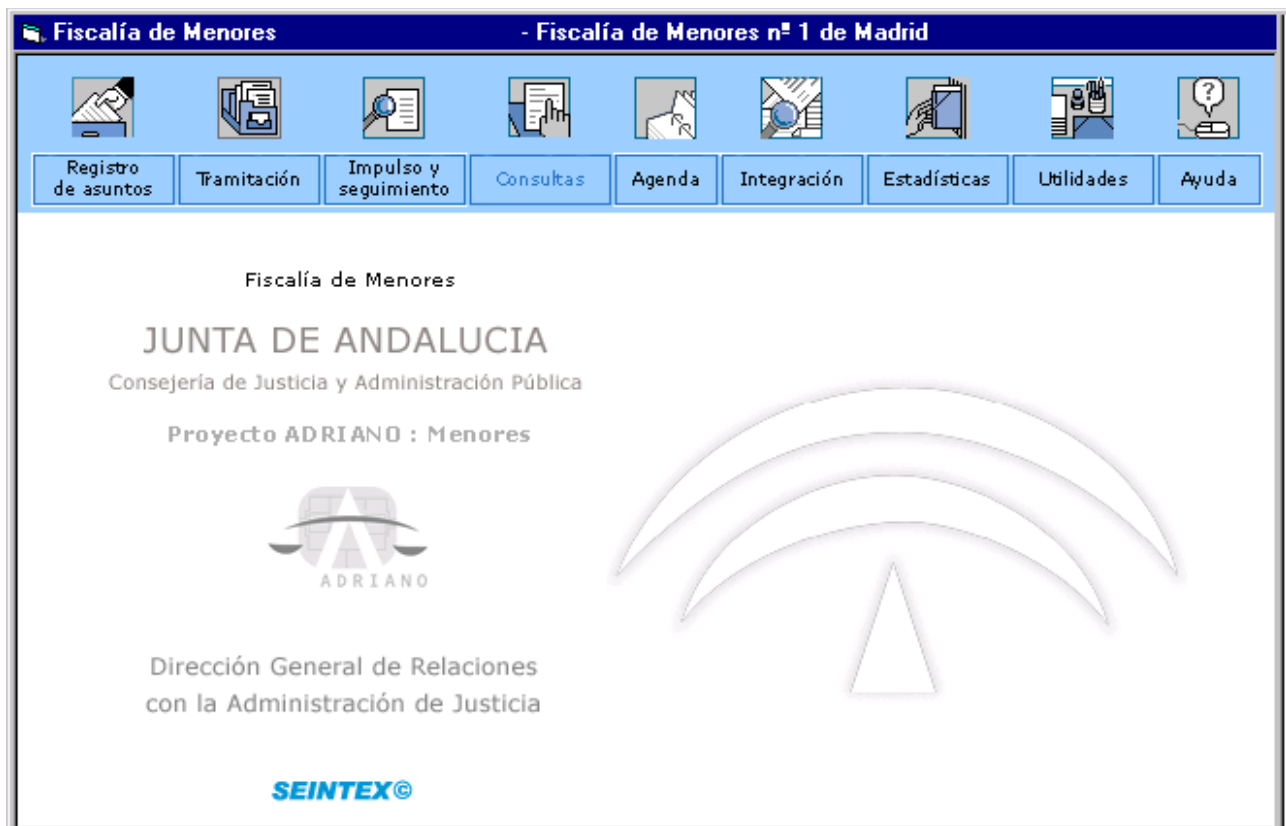 Fiscalía de Menores - Fiscalía de Menores nº 1 de Madrid
Registro
de asuntos
Tramitación
Impulso y
seguimiento
Consultas
Agenda
Integración
Estadísticas
Utilidades
Ayuda
Fiscalía de Menores
JUNTA DE ANDALUCIA
Consejería de Justicia y Administración Pública
Proyecto ADRIANO : Menores
ADRIANO
Dirección General de Relaciones
con la Administración de Justicia
SEINTEX©